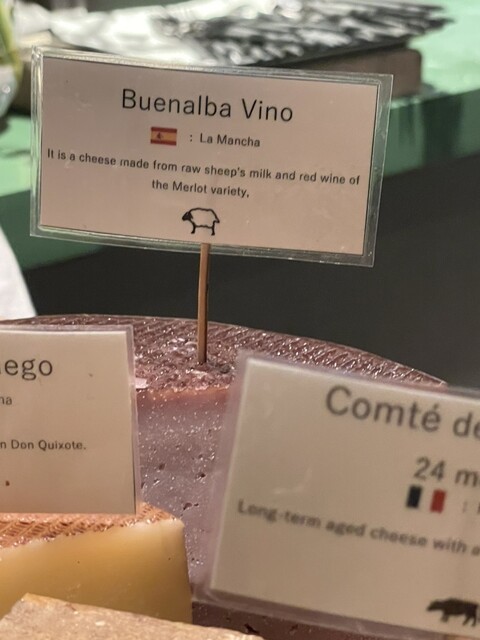 Buenalba Vino
: La Mancha
It is a cheese made from raw sheep's milk and red wine of
the Merlot variety.
ego
na
n Don Quixote.
Comté de
24 m
:
Long-term aged cheese with a